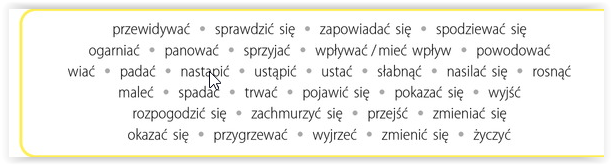 przewidywać • sprawdzić się • zapowiadać się • spodziewać się
ogarniać • panować • sprzyjać • wpływać / mieć wpływ • powodować
wiać • padać • nastąpić • ustąpić • ustać • słabnąć • nasilać się • rosnąć
maleć • spadać • trwać • pojawić się • pokazać się • wyjść
rozpogodzić się • zachmurzyć się • przejść • zmieniać się
okazać się • przygrzewać • wyjrzeć • zmienić się • życzyć